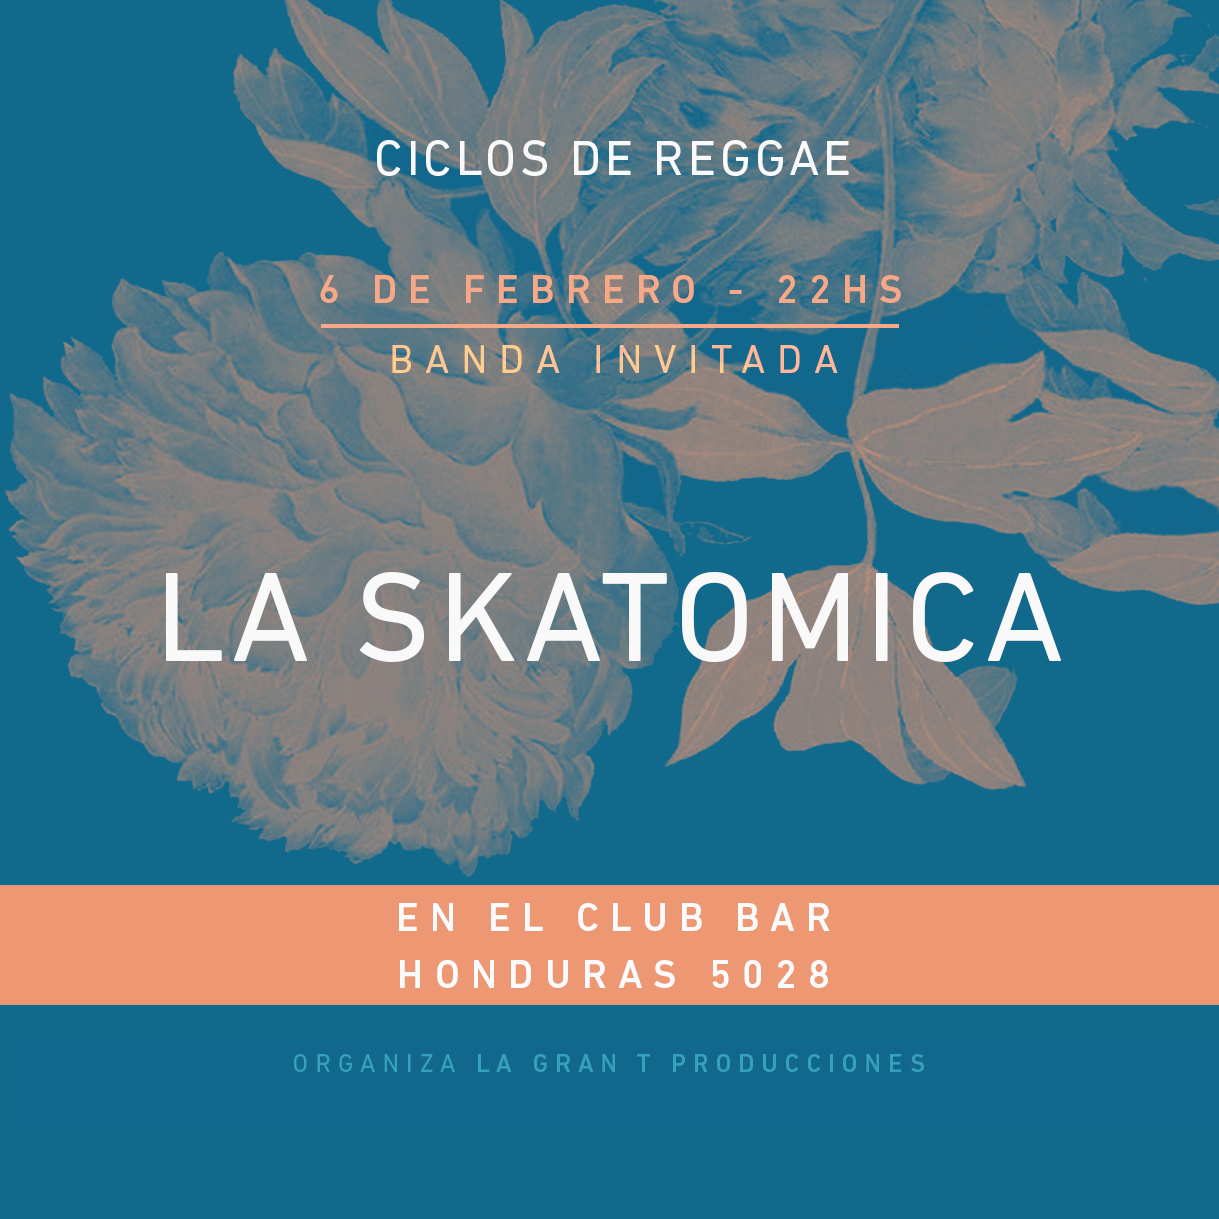 CICLOS DE REGGAE
6 DE FEBRERO - 22HS
BANDA INVITADA
LA SKATOMICA
EN EL CLUB BAR
HONDURAS 5028
ORGANIZA LA GRAN T PRODUCCIONES